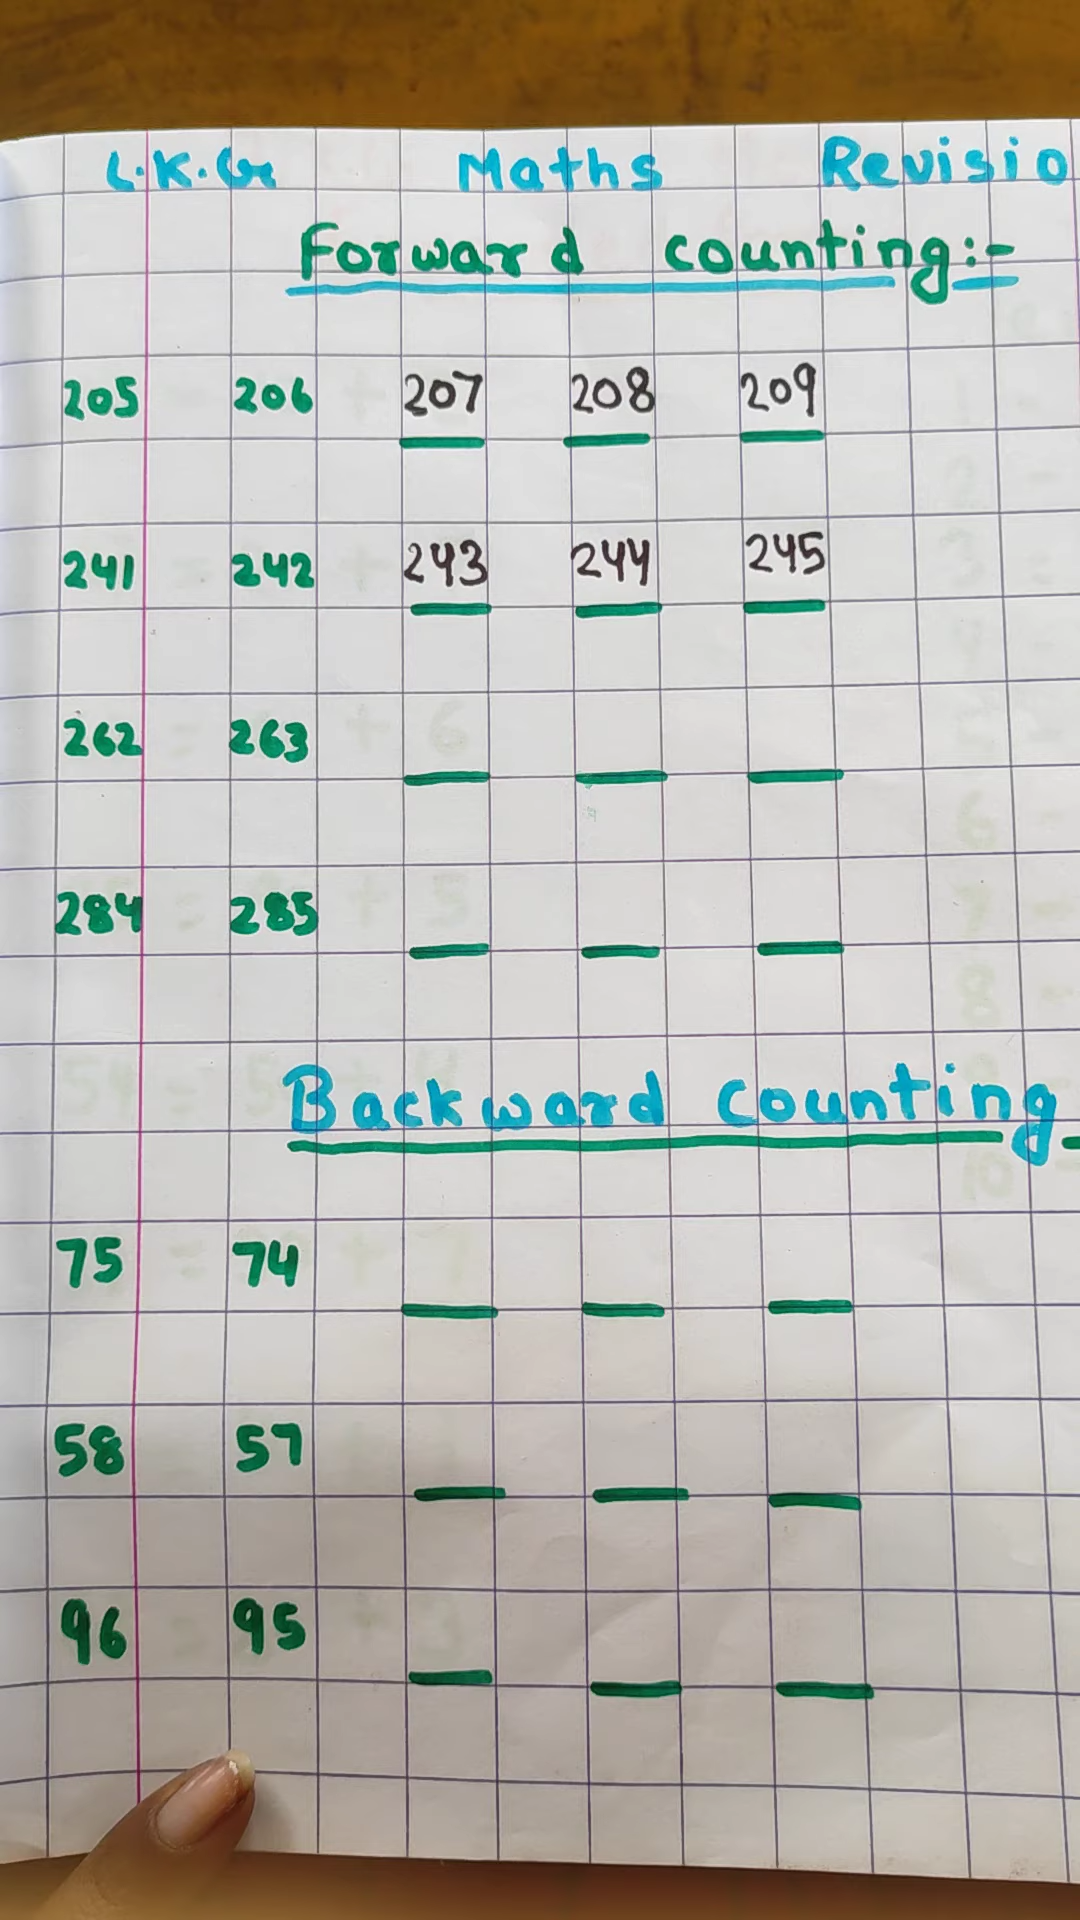 L.K.G Maths Revisio
Forward counting:-
205 206 207 208 209
241 242 243 244 245
262 263
284 285
Backward counting
75 74
58 57
96 95